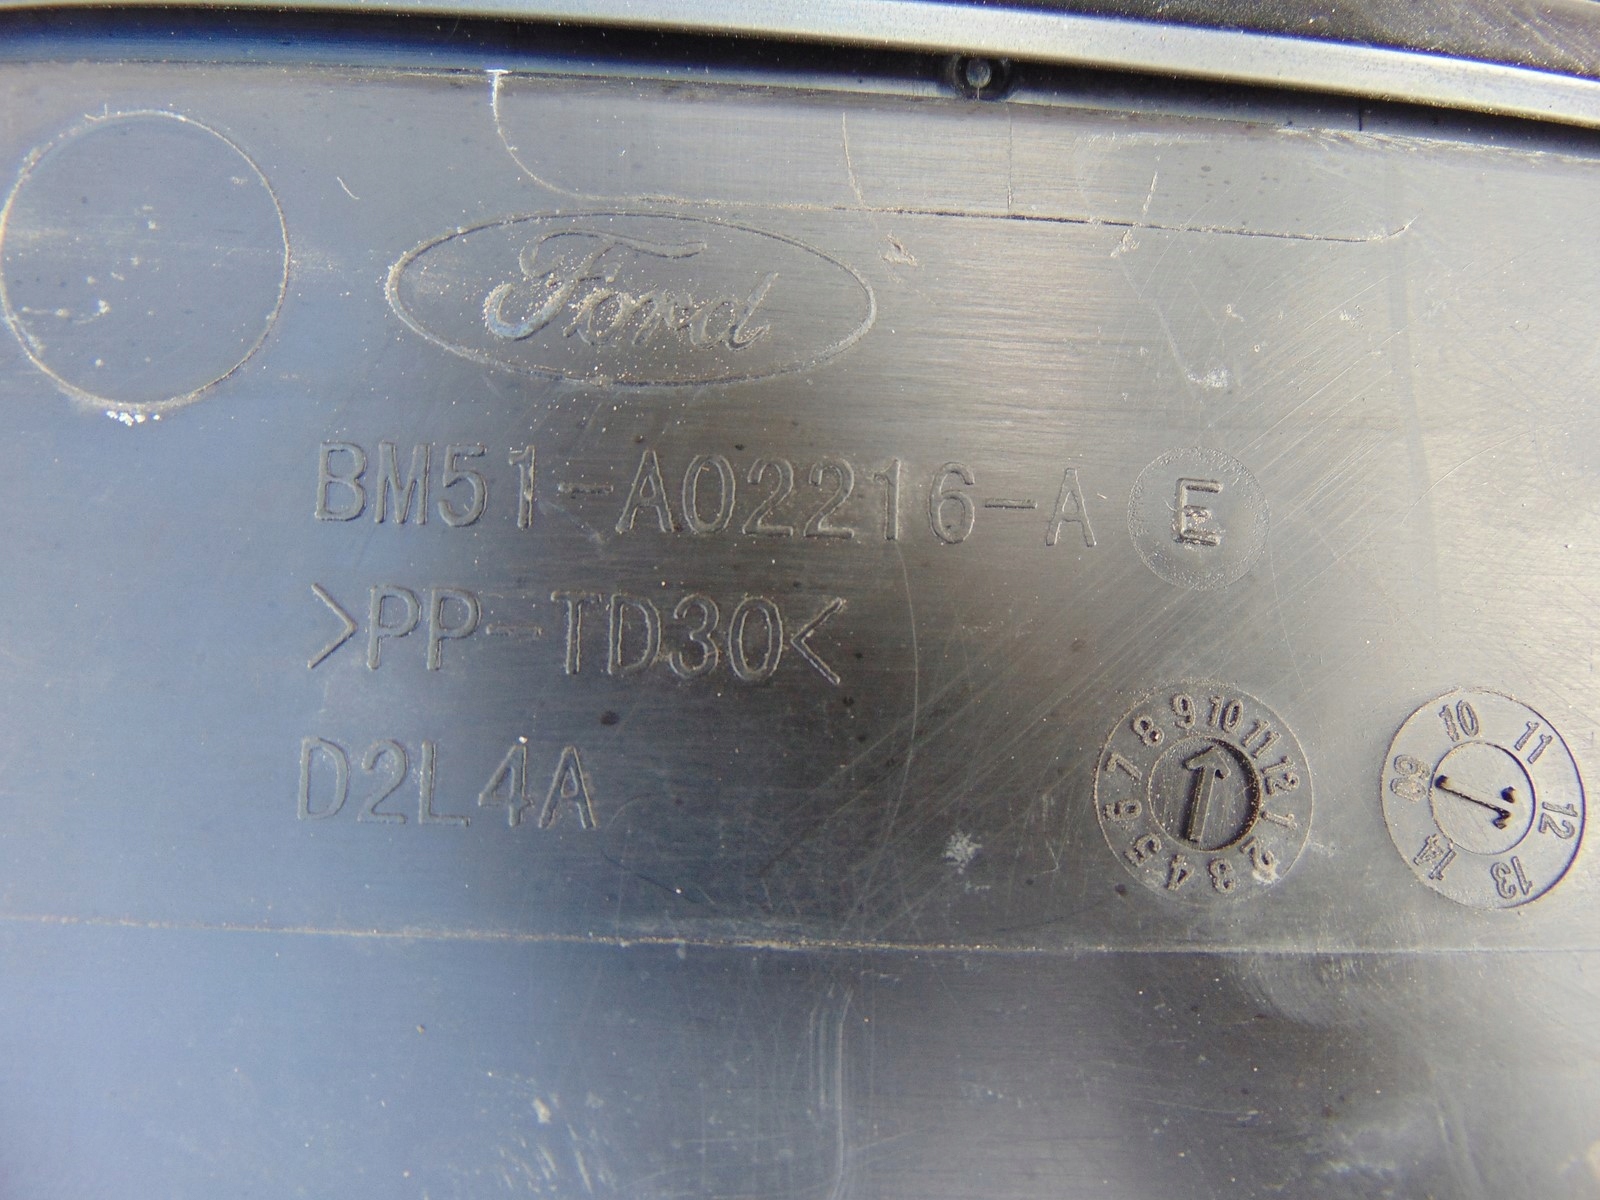 Ford
BM51-A02216-A E
>PP-TD30<
D2L4A
9 10 11 12 1 2 3 4 5 6 7 8
10 11 12 13 14 09